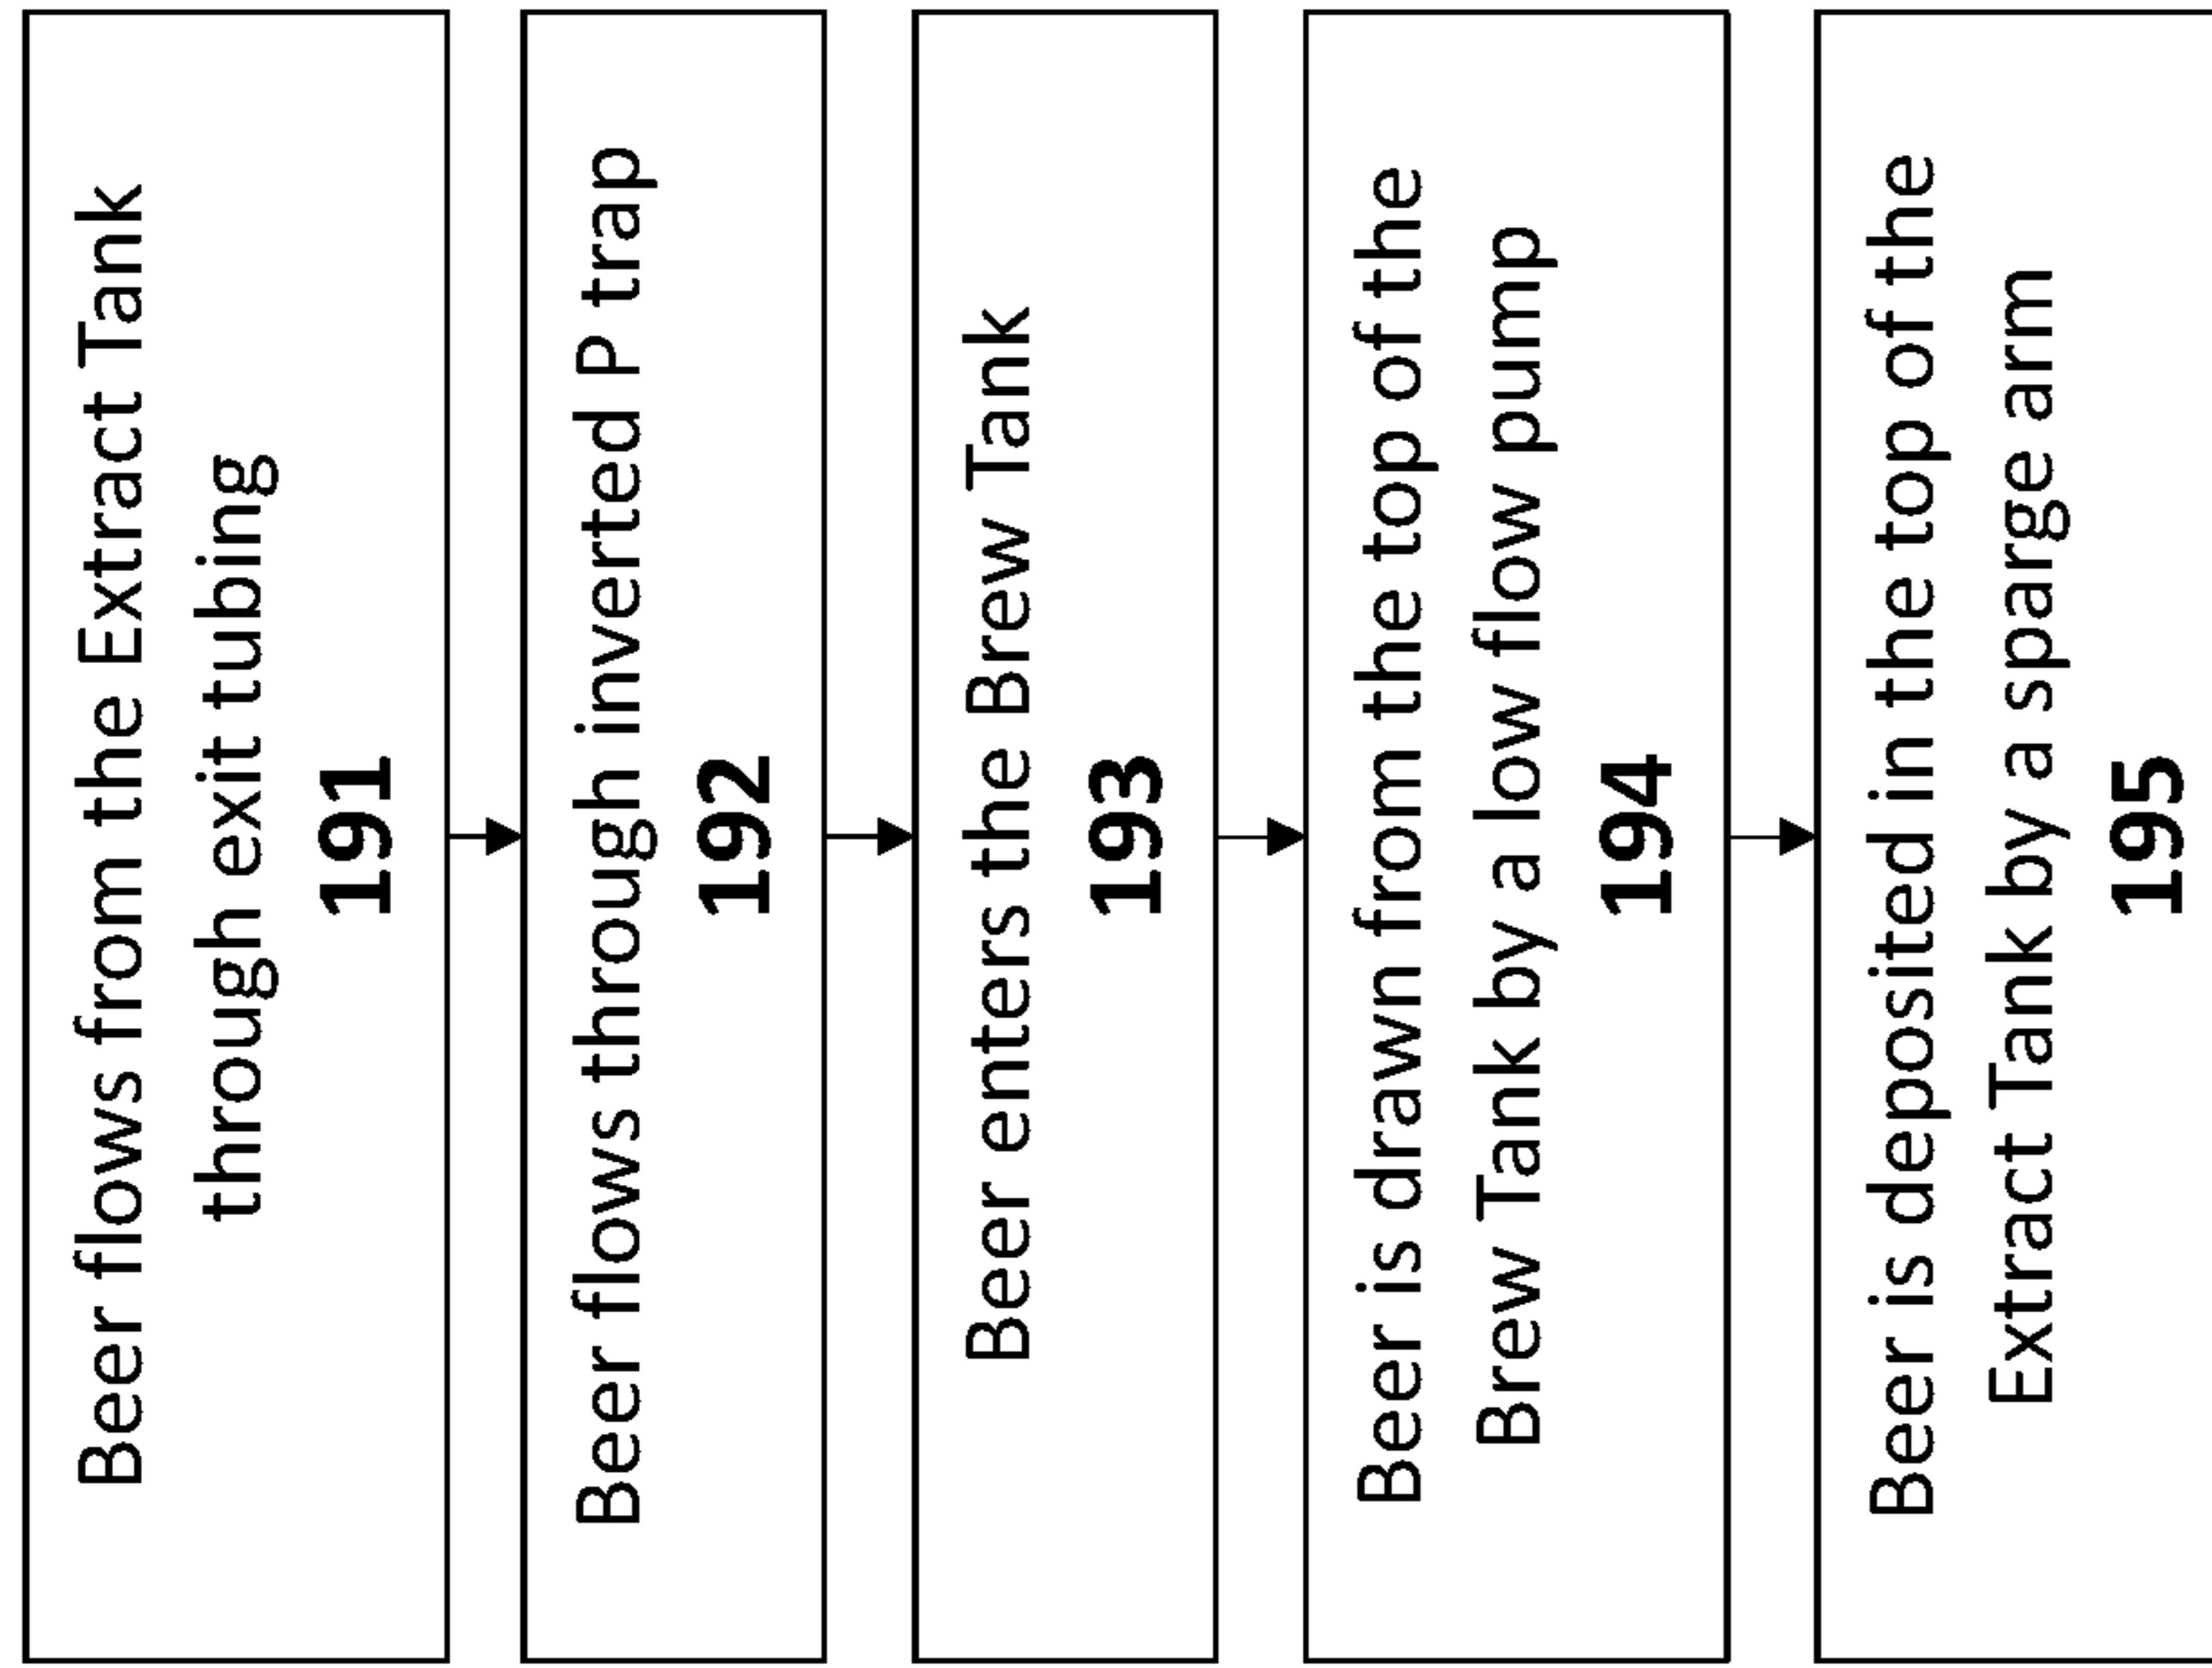 Beer flows from the Extract Tank
through exit tubing
191
Beer flows through inverted P trap
192
Beer enters the Brew Tank
193
Beer is drawn from the top of the
Brew Tank by a low flow pump
194
Beer is deposited in the top of the
Extract Tank by a sparge arm
195